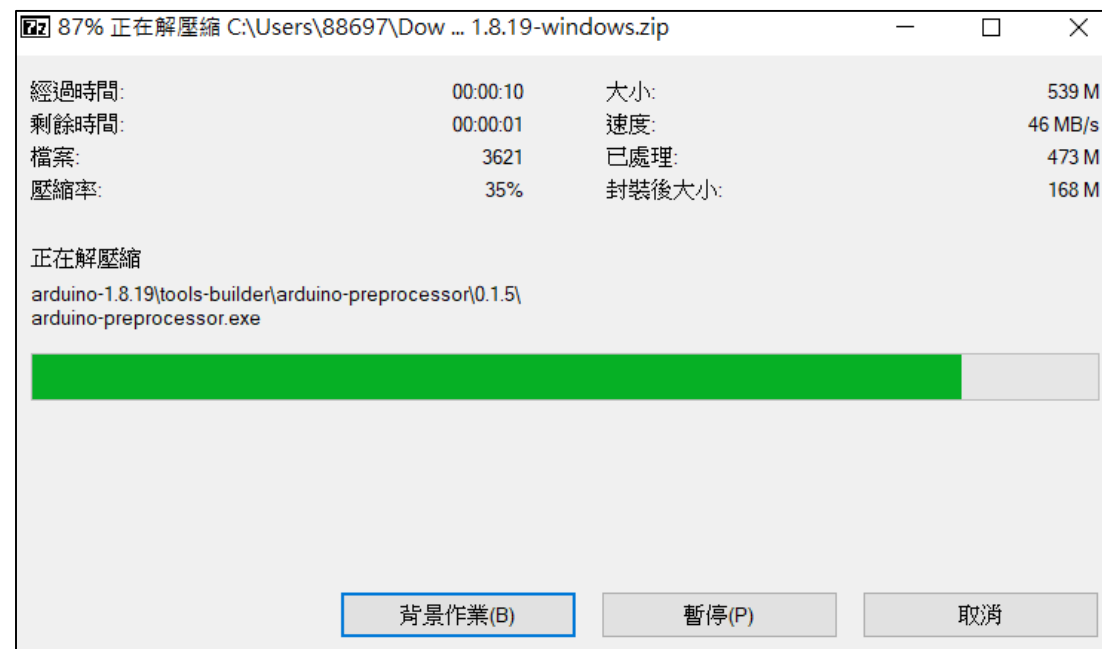 7z 87% 正在解壓縮 C:\Users\88697\Dow ... 1.8.19-windows.zip
經過時間: 00:00:10 大小: 539 M
剩餘時間: 00:00:01 速度: 46 MB/s
檔案: 3621 已處理: 473 M
壓縮率: 35% 封裝後大小: 168 M
正在解壓縮
arduino-1.8.19\tools-builder\arduino-preprocessor\0.1.5\
arduino-preprocessor.exe
背景作業(B) 暫停(P) 取消